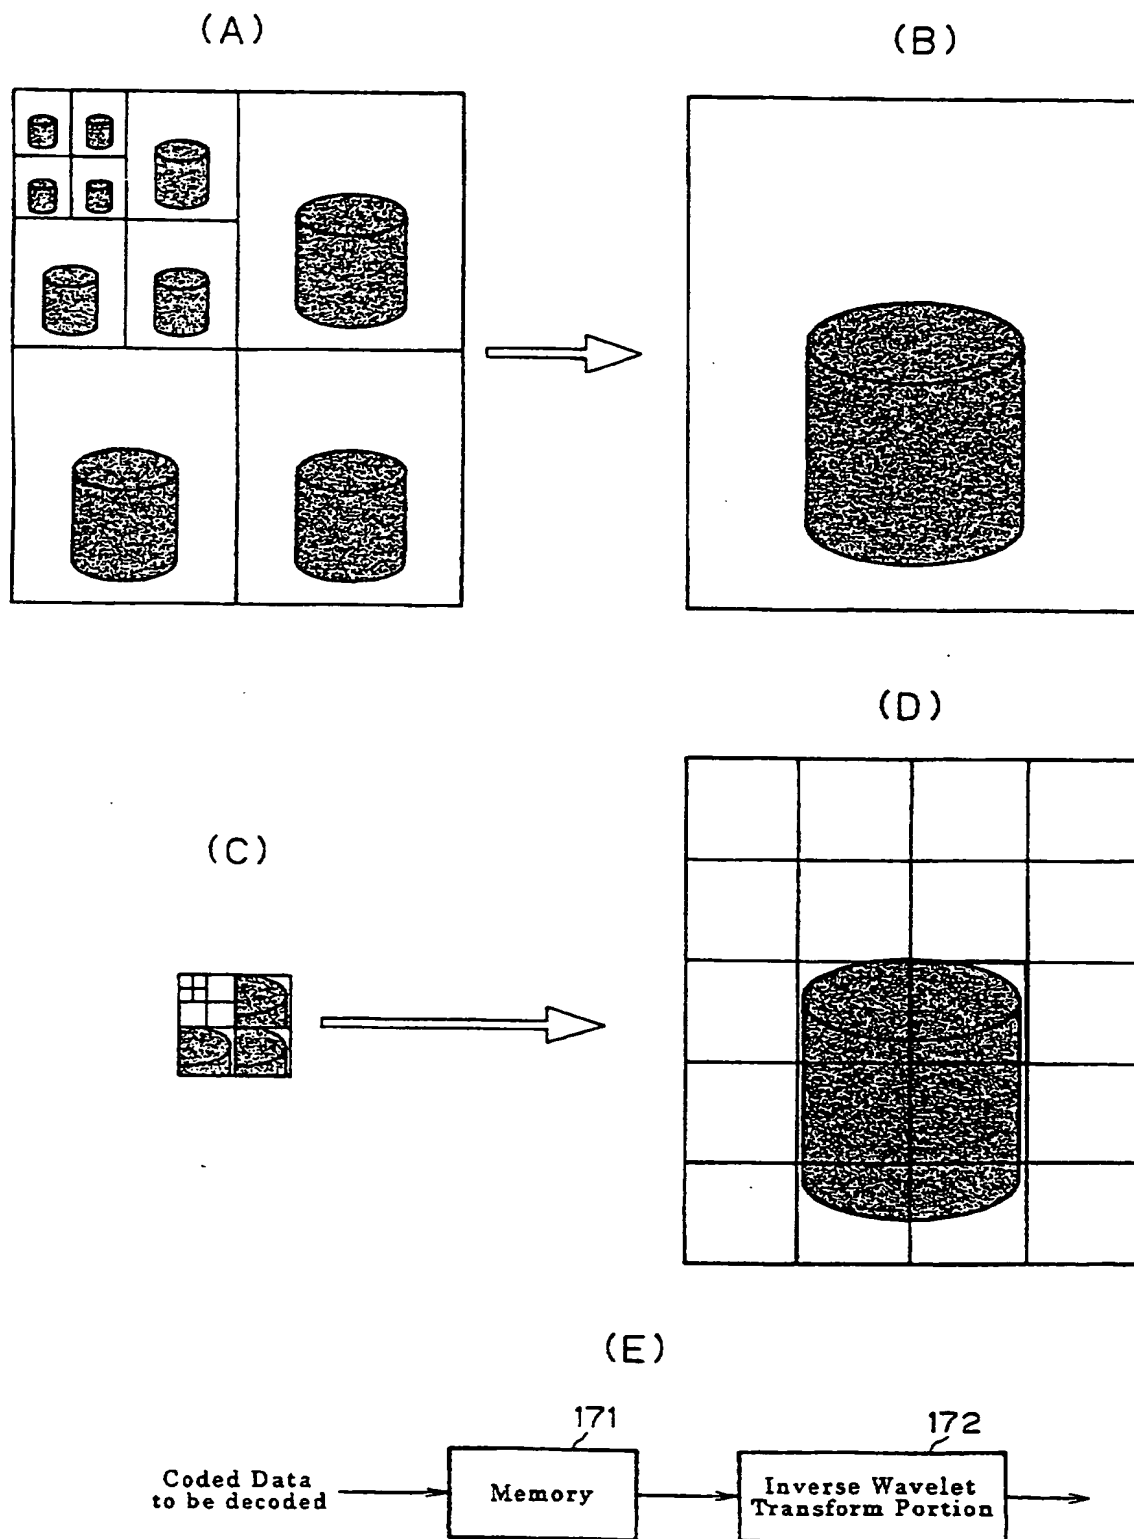 (A)
(B)
(D)
(C)
(E)
171
172
Coded Data
to be decoded
Memory
Inverse Wavelet
Transform Portion